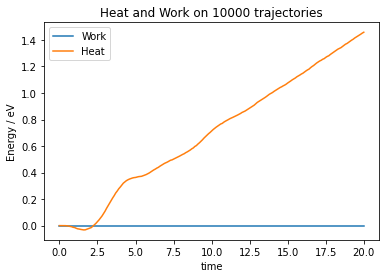 Heat and Work on 10000 trajectories
Work
Heat
Energy / eV
1.4
1.2
1.0
0.8
0.6
0.4
0.2
0.0
0.0 2.5 5.0 7.5 10.0 12.5 15.0 17.5 20.0
time